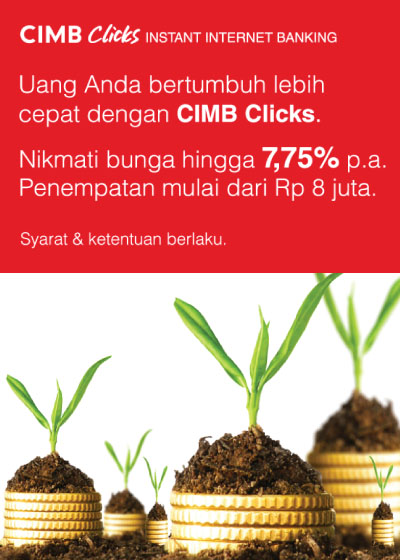 CIMB Clicks INSTANT INTERNET BANKING
Uang Anda bertumbuh lebih
cepat dengan CIMB Clicks.
Nikmati bunga hingga 7,75% p.a.
Penempatan mulai dari Rp 8 juta.
Syarat & ketentuan berlaku.